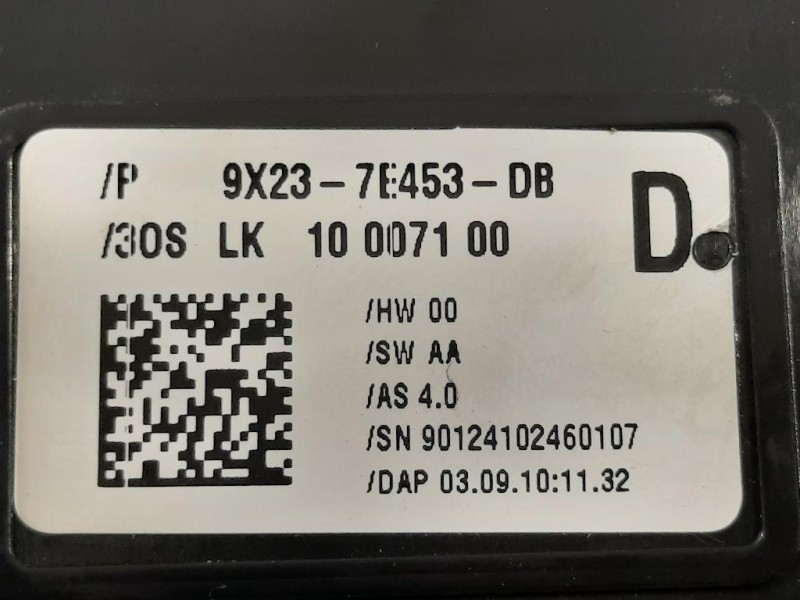 /P 9X23-7E453-DB
D
/BOS LK 10 0071 00
/HW 00
/SW AA
/AS 4.0
/SN 90124102460107
/DAP 03.09.10:11.32